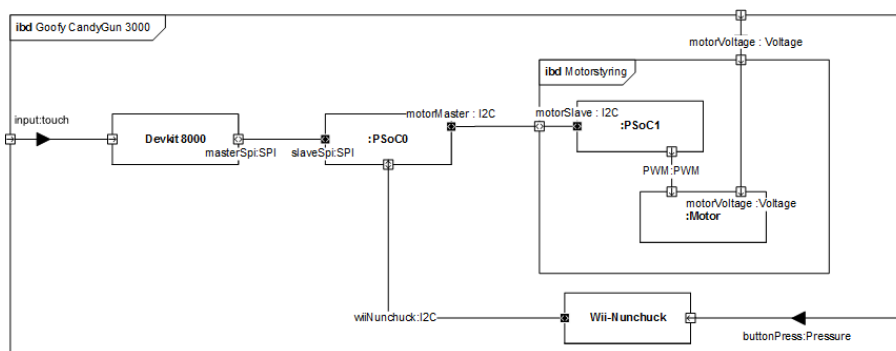 ibd Goofy CandyGun 3000
motorVoltage : Voltage
ibd Motorstyring
input:touch
motorMaster : I2C
motorSlave : I2C
Devkit 8000
:PSoC0
:PSoC1
masterSpi:SPI
slaveSpi:SPI
PWM:PWM
motorVoltage :Voltage
:Motor
wiiNunchuck:I2C
Wii-Nunchuck
buttonPress:Pressure